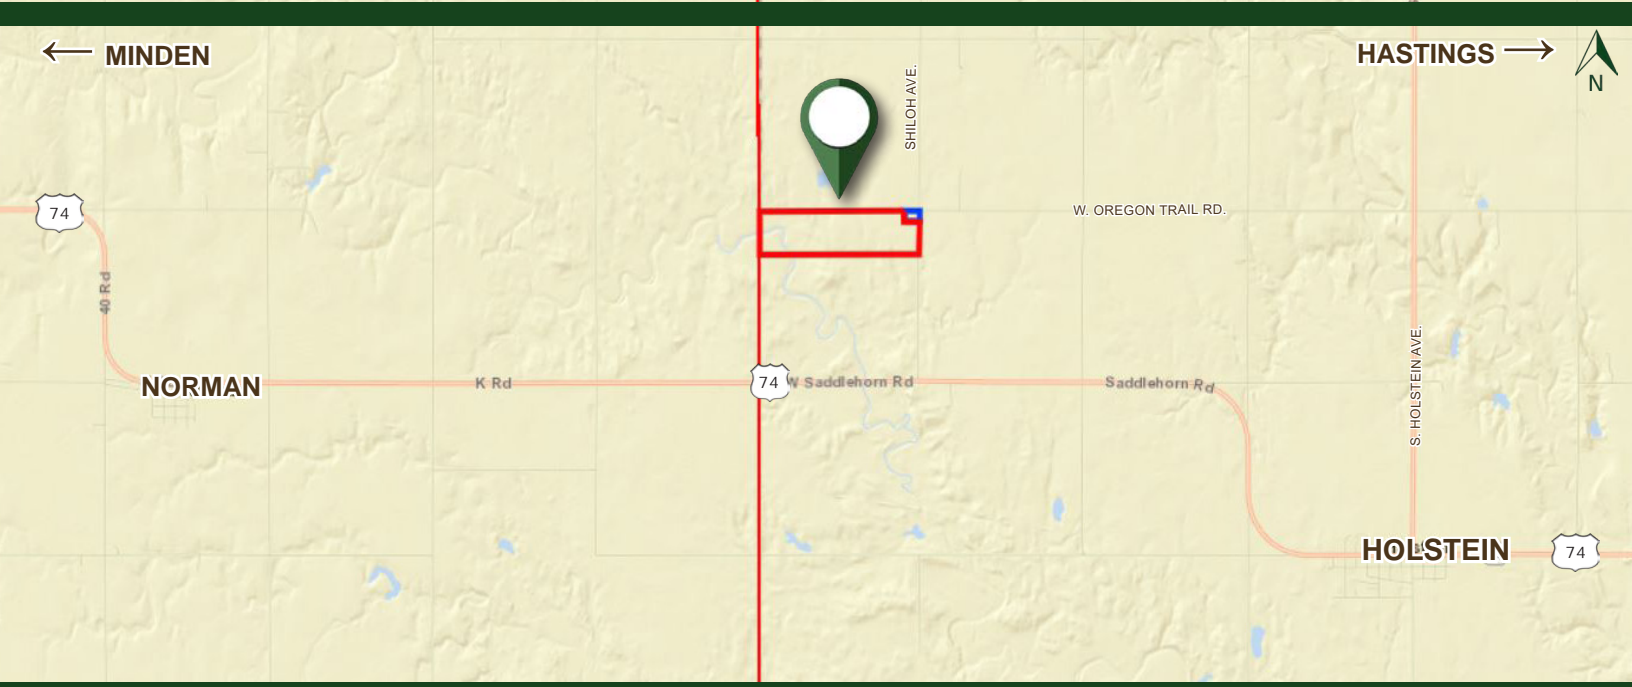 ← MINDEN
HASTINGS →
N
SHILOH AVE.
74
W. OREGON TRAIL RD.
40 Rd
S. HOLSTEIN AVE.
NORMAN
K Rd
74
W Saddlehorn Rd
Saddlehorn Rd
HOLSTEIN
74